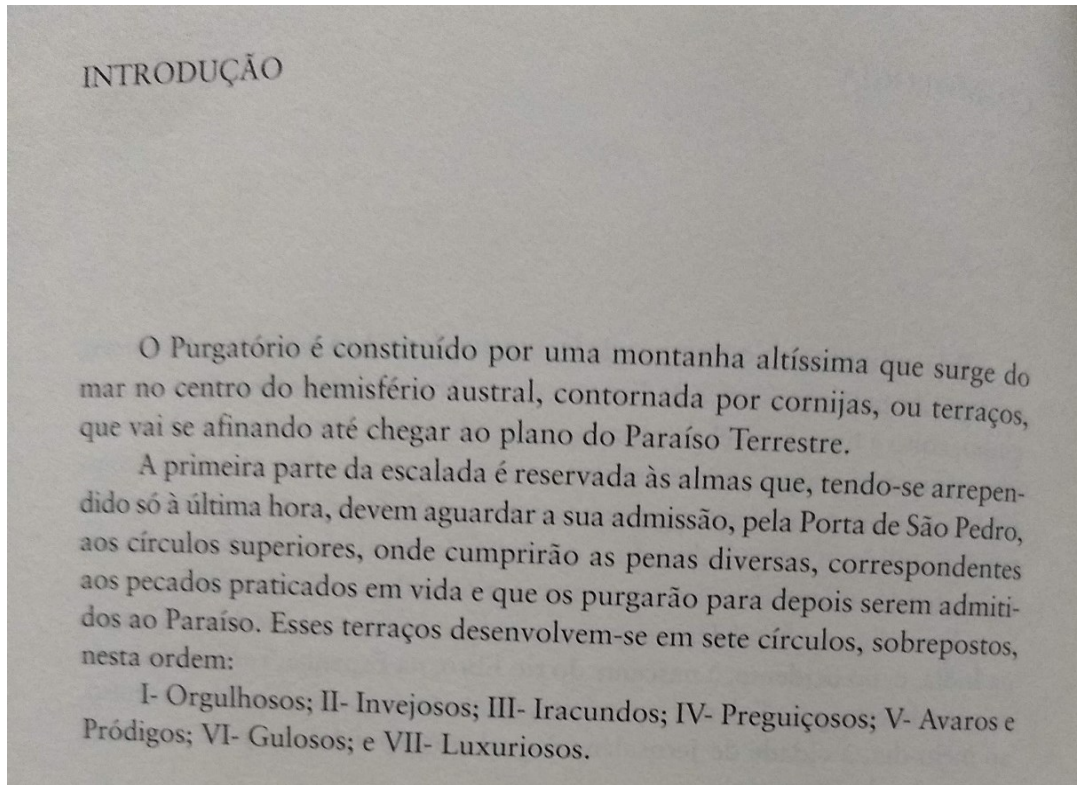 INTRODUÇÃO
O Purgatório é constituído por uma montanha altíssima que surge do
mar no centro do hemisfério austral, contornada por cornijas, ou terraços,
que vai se afinando até chegar ao plano do Paraíso Terrestre.
A primeira parte da escalada é reservada às almas que, tendo-se arrepen-
dido só à última hora, devem aguardar a sua admissão, pela Porta de São Pedro,
aos círculos superiores, onde cumprirão as penas diversas, correspondentes
aos pecados praticados em vida e que os purgarão para depois serem admiti-
dos ao Paraíso. Esses terraços desenvolvem-se em sete círculos, sobrepostos,
nesta ordem:
I- Orgulhosos; II- Invejosos; III- Iracundos; IV- Preguiçosos; V- Avaros e
Pródigos; VI- Gulosos; e VII- Luxuriosos.